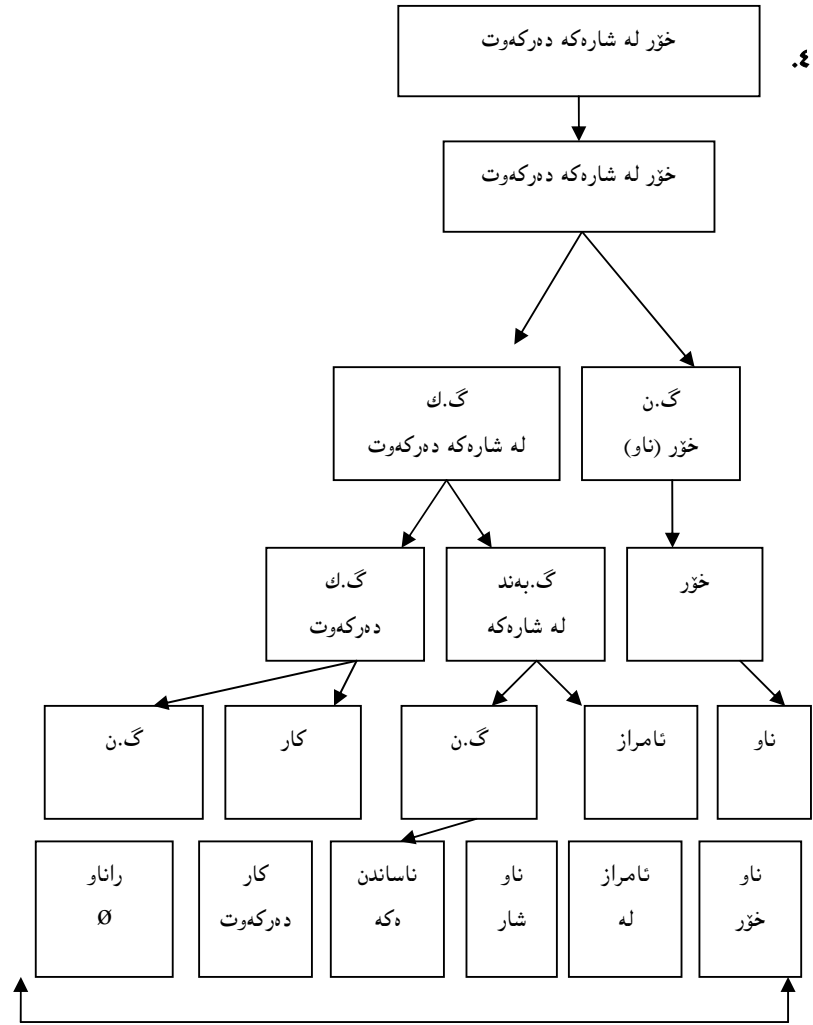 .٤
خۆر لە شارەکە دەرکەوت
خۆر لە شارەکە دەرکەوت
گ.ن
خۆر (ناو)
گ.ك
لە شارەکە دەرکەوت
خۆر
گ.بەند
لە شارەکە
گ.ك
دەرکەوت
ناو
ئامراز
گ.ن
کار
گ.ن
ناو
خۆر
ئامراز
لە
ناو
شار
ناساندن
ەکە
کار
دەرکەوت
راناو
Ø